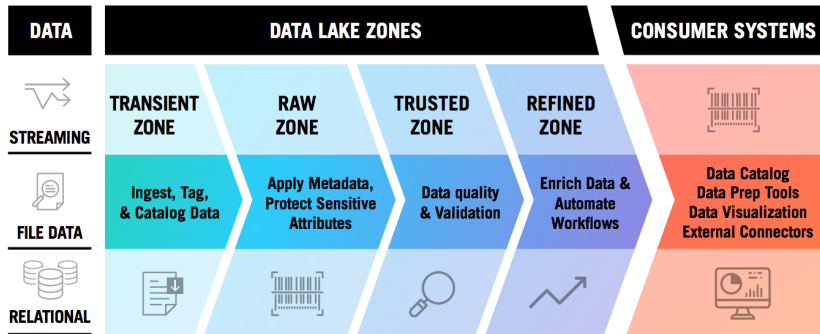 DATA
DATA LAKE ZONES
CONSUMER SYSTEMS
STREAMING
FILE DATA
RELATIONAL
TRANSIENT
ZONE
Ingest, Tag,
& Catalog Data
RAW
ZONE
Apply Metadata,
Protect Sensitive
Attributes
TRUSTED
ZONE
Data quality
& Validation
REFINED
ZONE
Enrich Data &
Automate
Workflows
Data Catalog
Data Prep Tools
Data Visualization
External Connectors